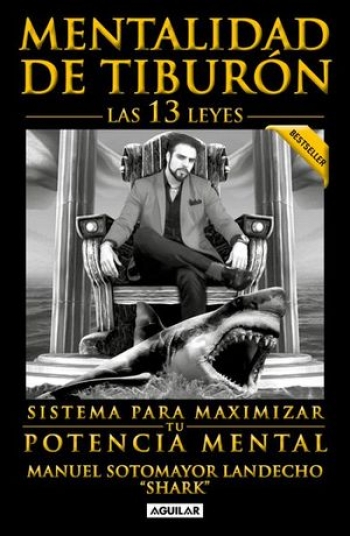 MENTALIDAD
DE TIBURÓN
LAS 13 LEYES
BESTSELLER
SISTEMA PARA MAXIMIZAR
TU
POTENCIA MENTAL
MANUEL SOTOMAYOR LANDECHO
"SHARK"
AGUILAR